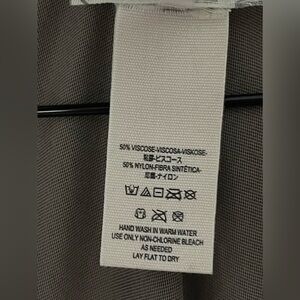 50% VISCOSE-VISCOSA-VISKOSE-
粘膠-ビスコース
50% NYLON-FIBRA SINTÉTICA-
尼龍-ナイロン
HAND WASH IN WARM WATER
USE ONLY NON-CHLORINE BLEACH
AS NEEDED
LAY FLAT TO DRY